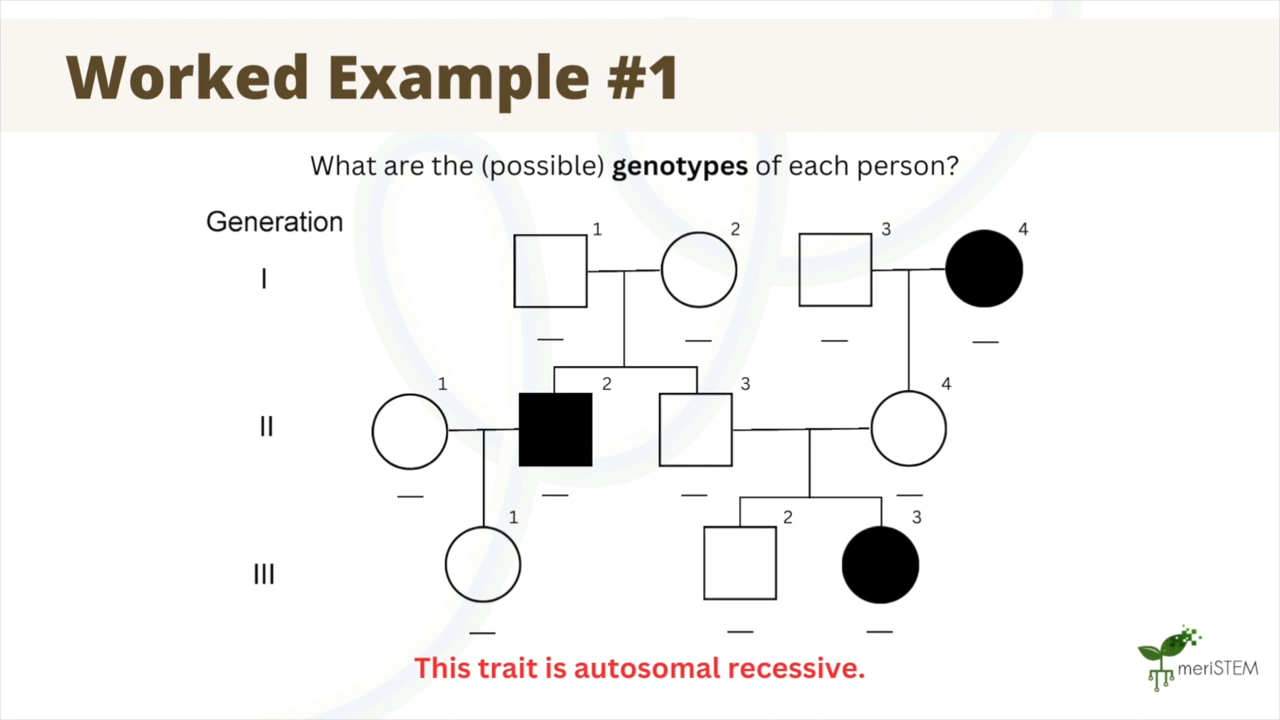 Worked Example #1
What are the (possible) genotypes of each person?
Generation
1
2
3
4
I
1
2
3
4
II
1
2
3
III
This trait is autosomal recessive.
meriSTEM